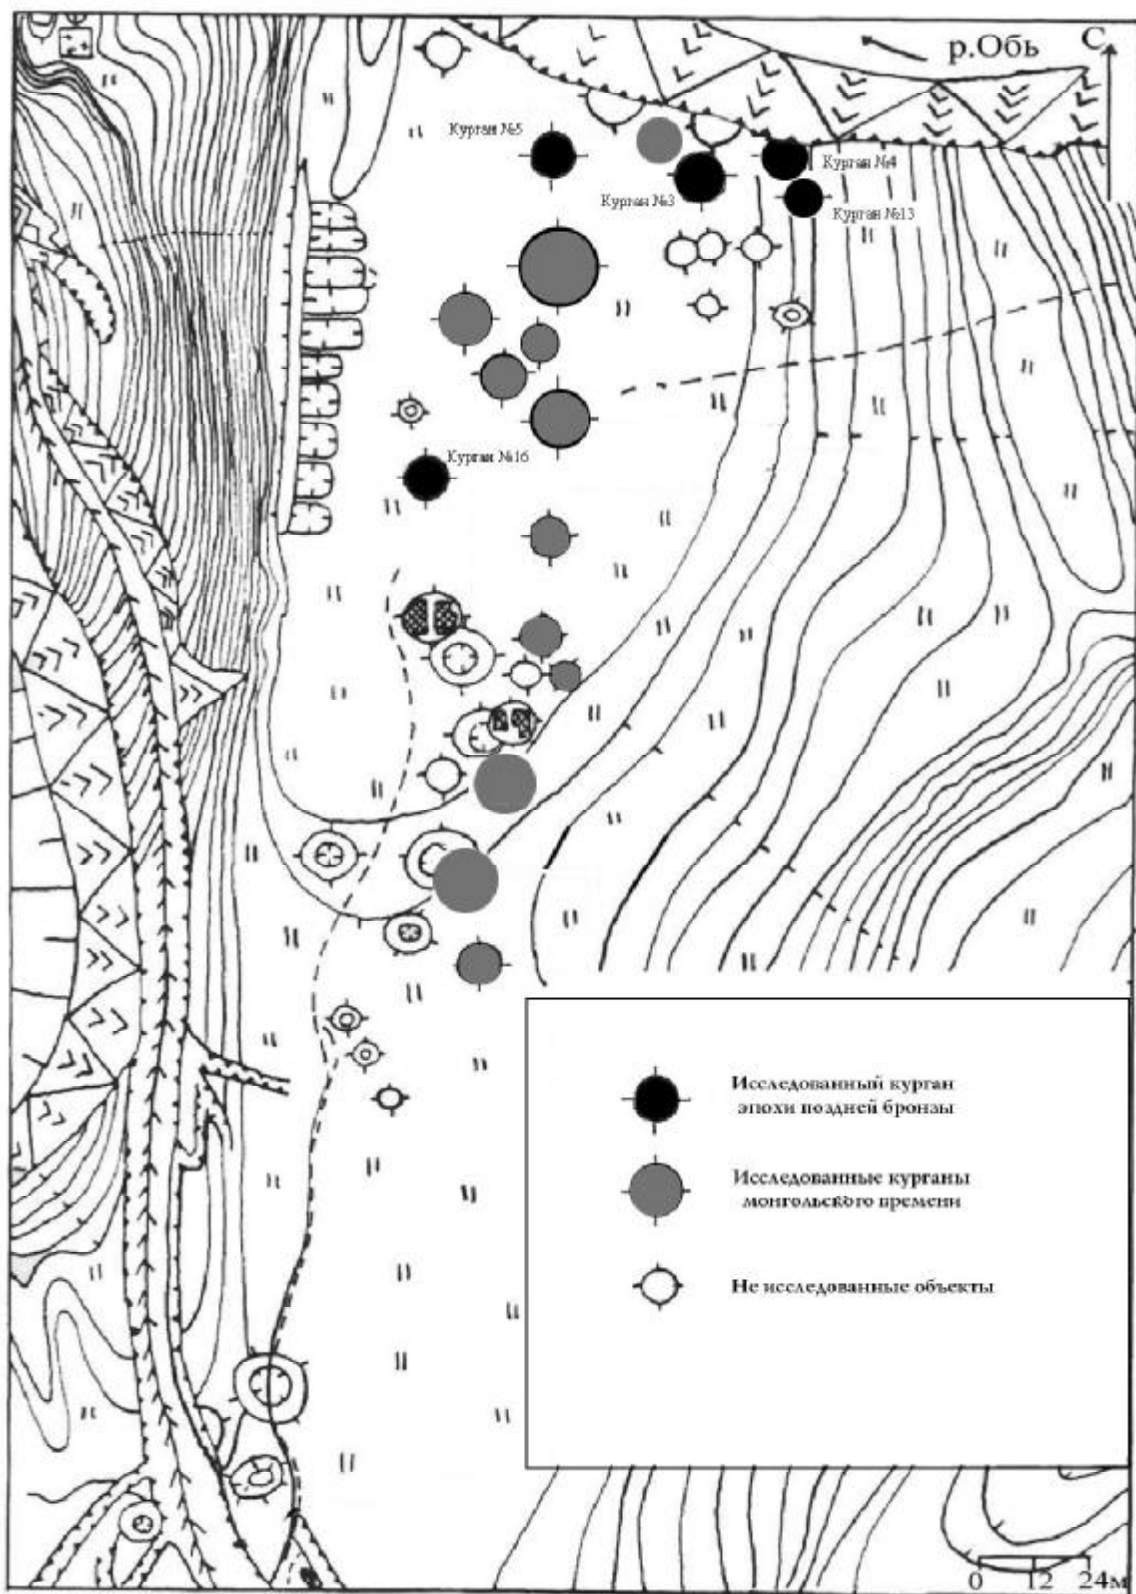 р.Обь
С
Курган №5
Курган №4
Курган №3
Курган №13
Курган №16
Исследованный курган
эпохи поздней бронзы
Исследованные курганы
монгольского времени
Не исследованные объекты
0 12 24м